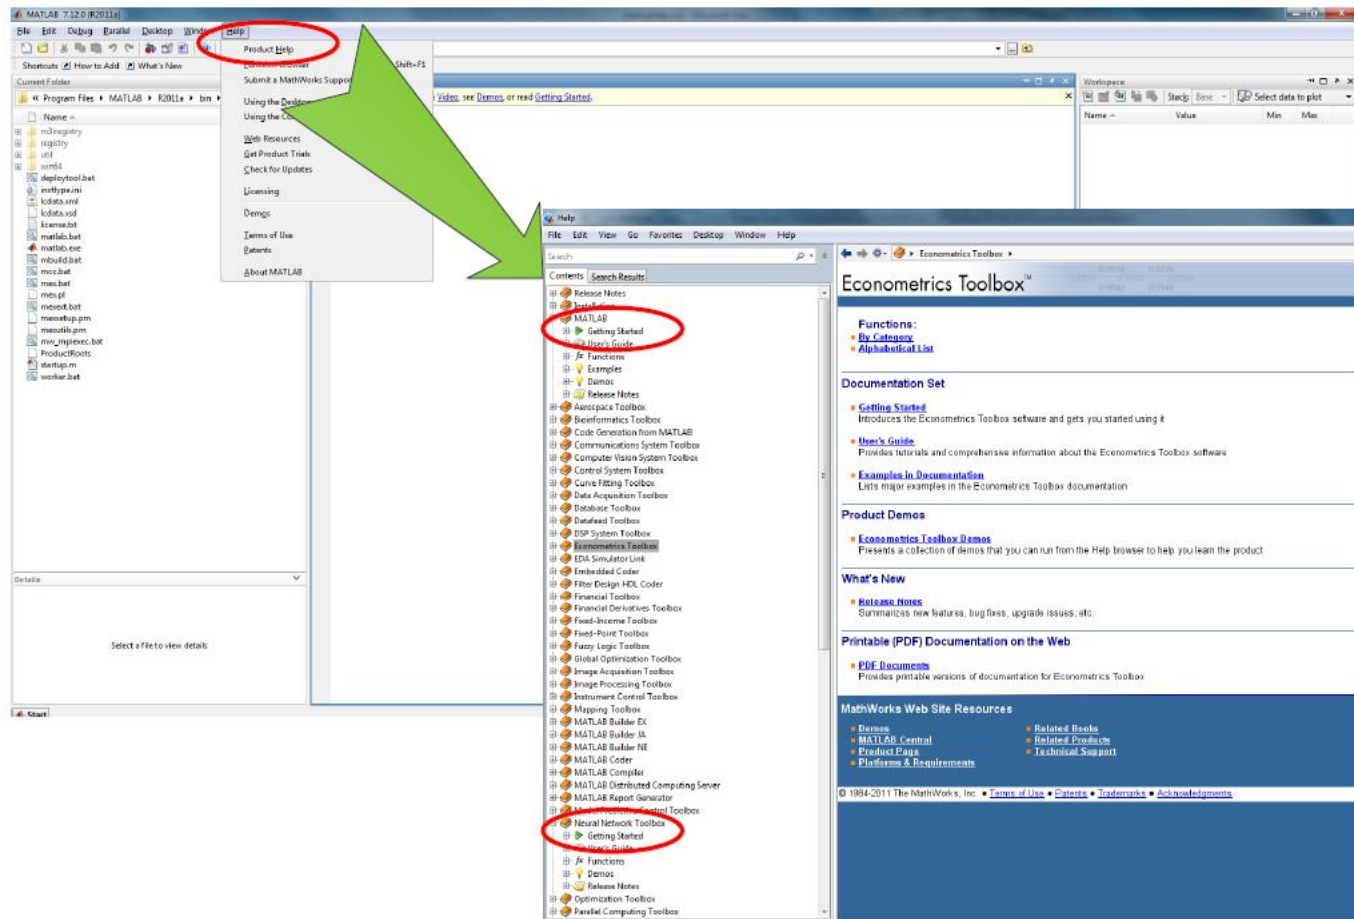 MATLAB 7.12.0 (R2011a)
File Edit Debug Parallel Desktop Window Help
Shortcuts How to Add What's New
Product Help
Shift+F1
Submit a MathWorks Suppor
Using the Desktop
Using the Co
Web Resources
Get Product Trials
Check for Updates
Licensing
Demos
Terms of Use
Patents
About MATLAB
Video, see Demos, or read Getting Started.
Current Folder
« Program Files ▸ MATLAB ▸ R2011a ▸ bin ▸
Name
m3iregistry
registry
util
win64
deploytool.bat
insttype.ini
lcdata.xml
lcdata.xsd
license.txt
matlab.bat
matlab.exe
mbuild.bat
mcc.bat
mex.bat
mex.pl
mexext.bat
mexsetup.pm
mexutils.pm
mw_mpiexec.bat
ProductRoots
startup.m
worker.bat
Details
Select a file to view details
Start
Workspace
Stack: Base Select data to plot
Name Value Min Max
Help
File Edit View Go Favorites Desktop Window Help
Search
Contents Search Results
Release Notes
Installation
MATLAB
Getting Started
User's Guide
fx Functions
Examples
Demos
Release Notes
Aerospace Toolbox
Bioinformatics Toolbox
Code Generation from MATLAB
Communications System Toolbox
Computer Vision System Toolbox
Control System Toolbox
Curve Fitting Toolbox
Data Acquisition Toolbox
Database Toolbox
Datafeed Toolbox
DSP System Toolbox
Econometrics Toolbox
EDA Simulator Link
Embedded Coder
Filter Design HDL Coder
Financial Toolbox
Financial Derivatives Toolbox
Fixed-Income Toolbox
Fixed-Point Toolbox
Fuzzy Logic Toolbox
Global Optimization Toolbox
Image Acquisition Toolbox
Image Processing Toolbox
Instrument Control Toolbox
Mapping Toolbox
MATLAB Builder EX
MATLAB Builder JA
MATLAB Builder NE
MATLAB Coder
MATLAB Compiler
MATLAB Distributed Computing Server
MATLAB Report Generator
Model Predictive Control Toolbox
Neural Network Toolbox
Getting Started
User's Guide
fx Functions
Demos
Release Notes
Optimization Toolbox
Parallel Computing Toolbox
▸ Econometrics Toolbox ▸
Econometrics Toolbox™
Functions:
By Category
Alphabetical List
Documentation Set
Getting Started
Introduces the Econometrics Toolbox software and gets you started using it
User's Guide
Provides tutorials and comprehensive information about the Econometrics Toolbox software
Examples in Documentation
Lists major examples in the Econometrics Toolbox documentation
Product Demos
Econometrics Toolbox Demos
Presents a collection of demos that you can run from the Help browser to help you learn the product
What's New
Release Notes
Summarizes new features, bug fixes, upgrade issues, etc.
Printable (PDF) Documentation on the Web
PDF Documents
Provides printable versions of documentation for Econometrics Toolbox
MathWorks Web Site Resources
Demos
MATLAB Central
Product Page
Platforms & Requirements
Related Books
Related Products
Technical Support
© 1984-2011 The MathWorks, Inc. • Terms of Use • Patents • Trademarks • Acknowledgments